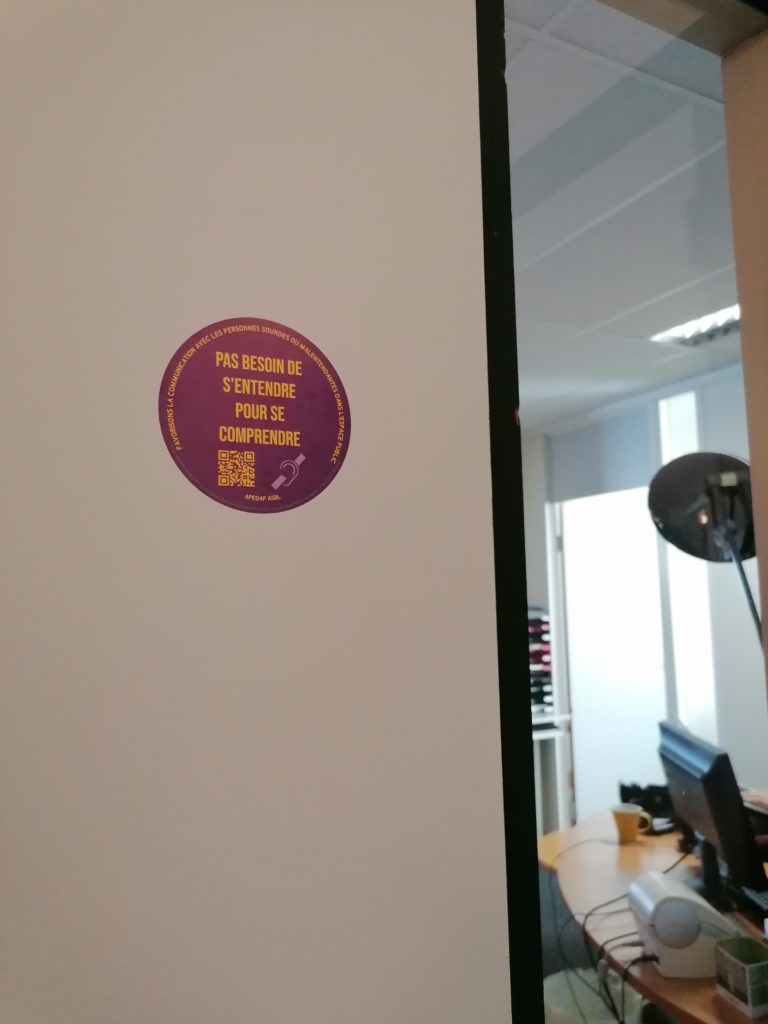 FAVORISONS LA COMMUNICATION AVEC LES PERSONNES SOURDES OU MALENTENDANTES DANS L'ESPACE PUBLIC
PAS BESOIN DE
S'ENTENDRE
POUR SE
COMPRENDRE
APEDAF ASBL